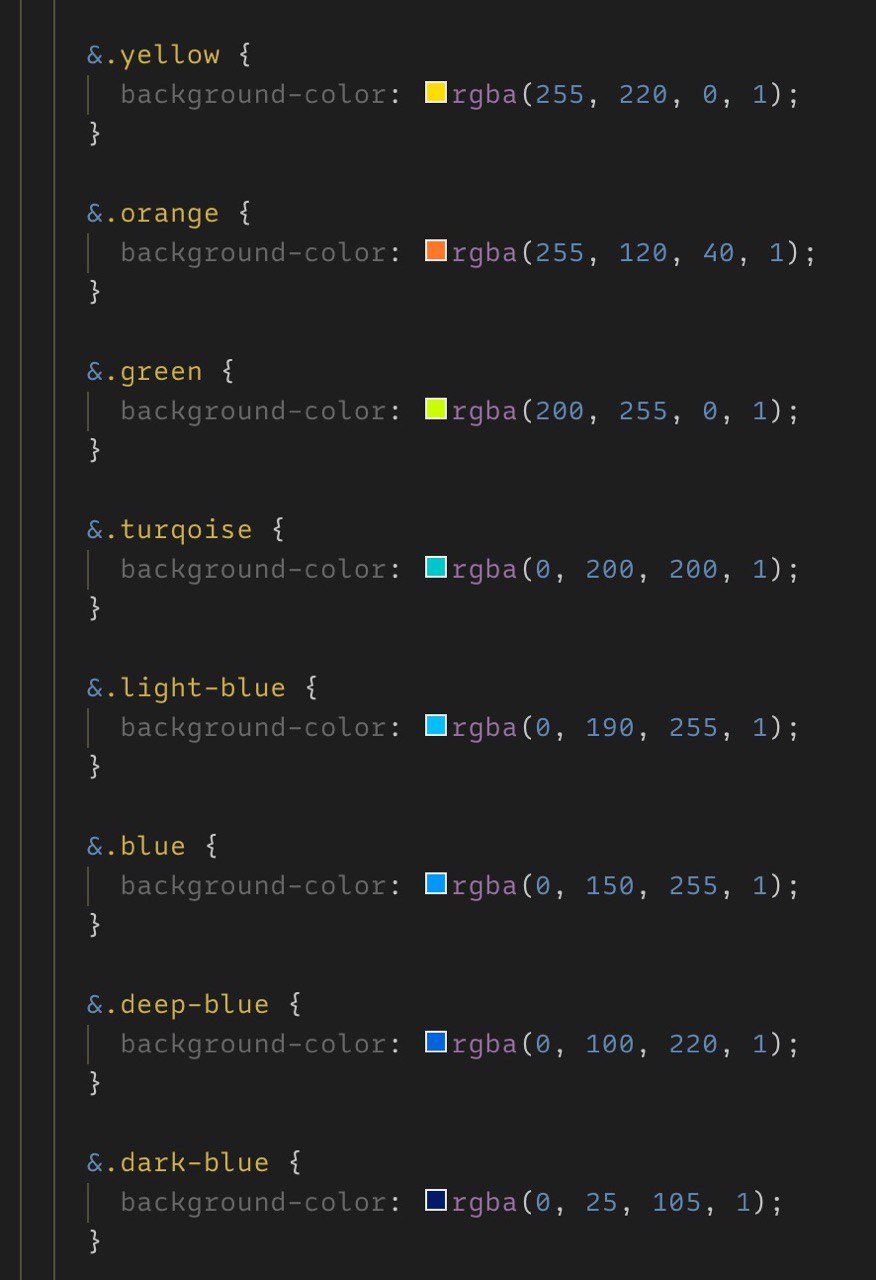 &.yellow {
background-color: rgba(255, 220, 0, 1);
}
&.orange {
background-color: rgba(255, 120, 40, 1);
}
&.green {
background-color: rgba(200, 255, 0, 1);
}
&.turqoise {
background-color: rgba(0, 200, 200, 1);
}
&.light-blue {
background-color: rgba(0, 190, 255, 1);
}
&.blue {
background-color: rgba(0, 150, 255, 1);
}
&.deep-blue {
background-color: rgba(0, 100, 220, 1);
}
&.dark-blue {
background-color: rgba(0, 25, 105, 1);
}